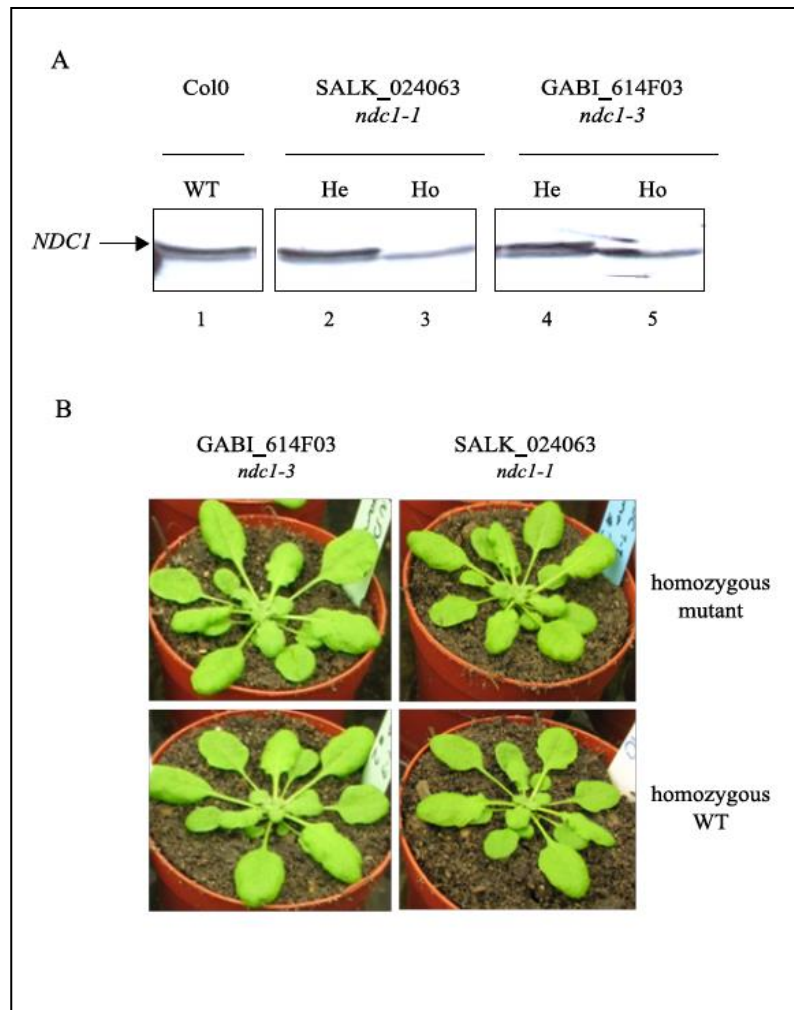 A
Col0 SALK_024063 GABI_614F03
ndc1-1 ndc1-3
WT He Ho He Ho
NDC1
1 2 3 4 5
B
GABI_614F03 SALK_024063
ndc1-3 ndc1-1
homozygous
mutant
homozygous
WT